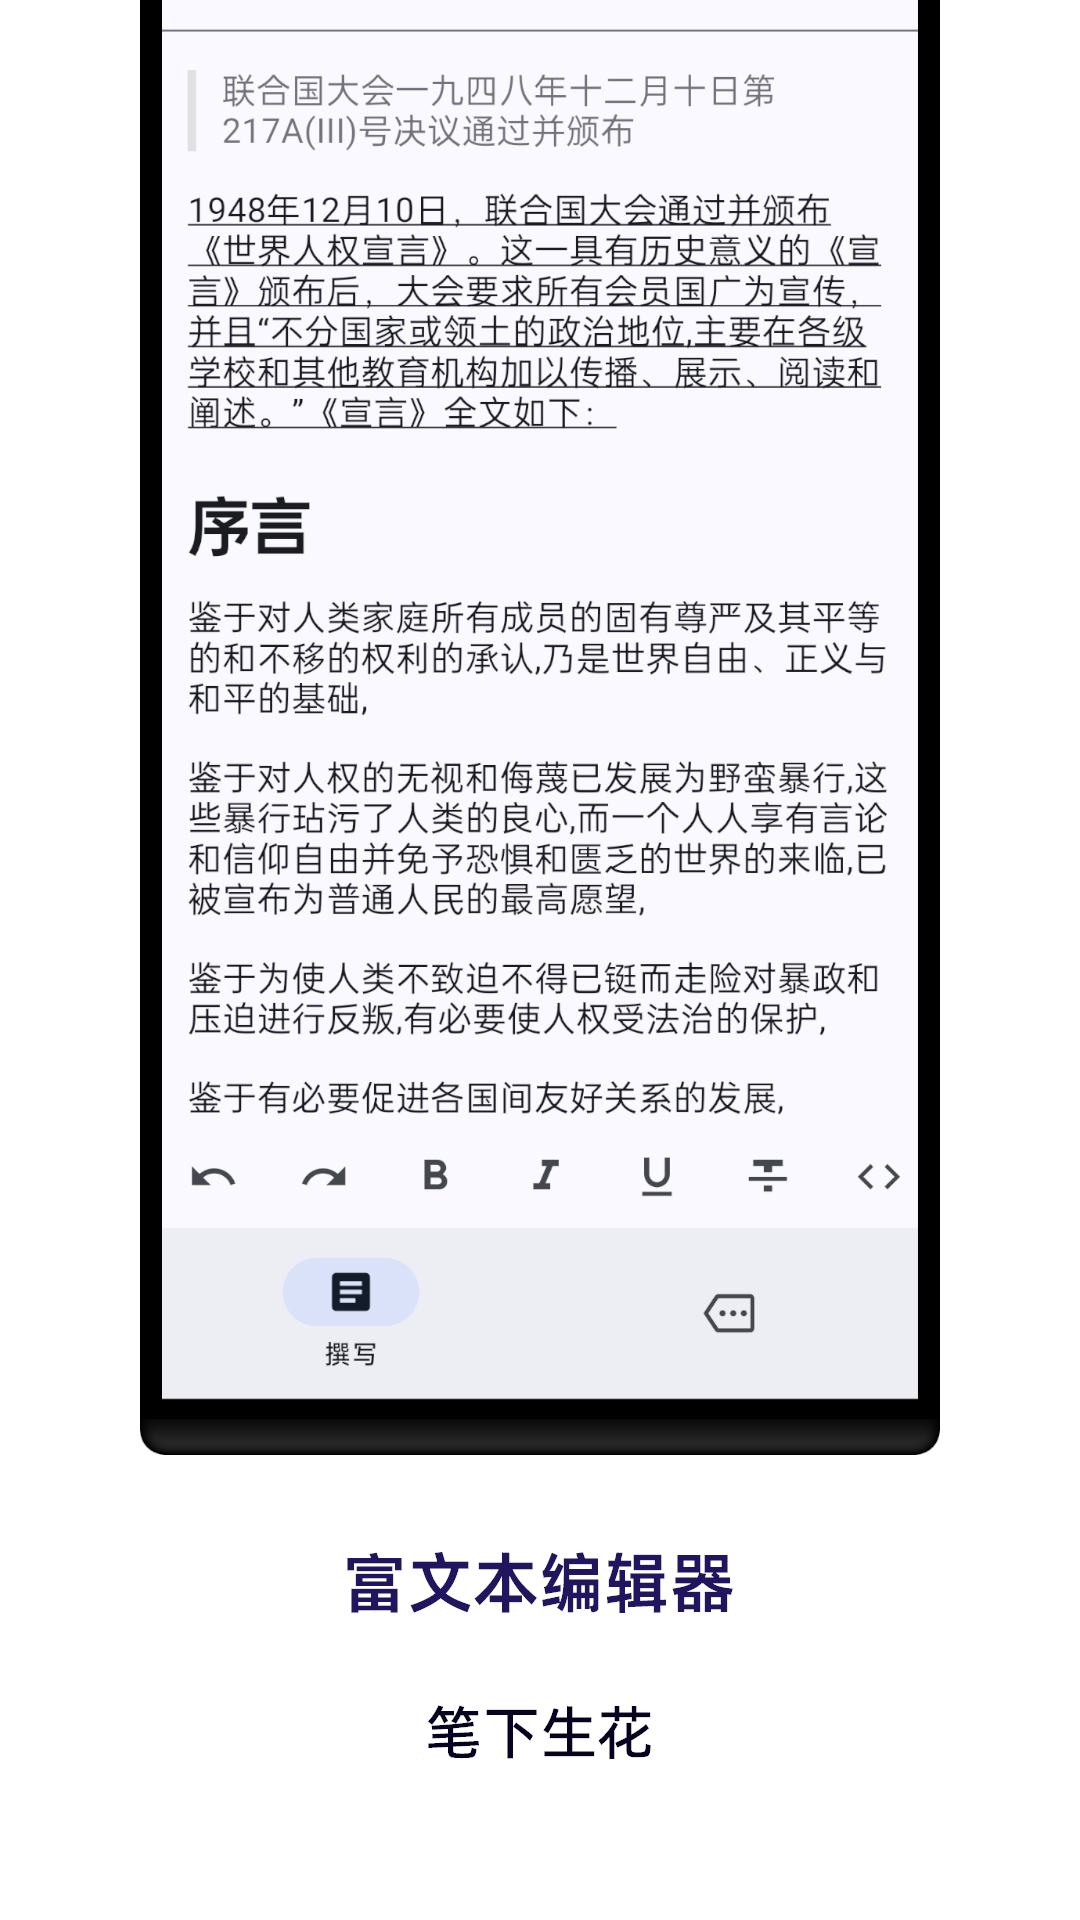 联合国大会一九四八年十二月十日第
217A(III)号决议通过并颁布
1948年12月10日，联合国大会通过并颁布
《世界人权宣言》。这一具有历史意义的《宣
言》颁布后，大会要求所有会员国广为宣传，
并且“不分国家或领土的政治地位,主要在各级
学校和其他教育机构加以传播、展示、阅读和
阐述。”《宣言》全文如下：
序言
鉴于对人类家庭所有成员的固有尊严及其平等
的和不移的权利的承认,乃是世界自由、正义与
和平的基础,
鉴于对人权的无视和侮蔑已发展为野蛮暴行,这
些暴行玷污了人类的良心,而一个人人享有言论
和信仰自由并免予恐惧和匮乏的世界的来临,已
被宣布为普通人民的最高愿望,
鉴于为使人类不致迫不得已铤而走险对暴政和
压迫进行反叛,有必要使人权受法治的保护,
鉴于有必要促进各国间友好关系的发展,
撰写
富文本编辑器
笔下生花